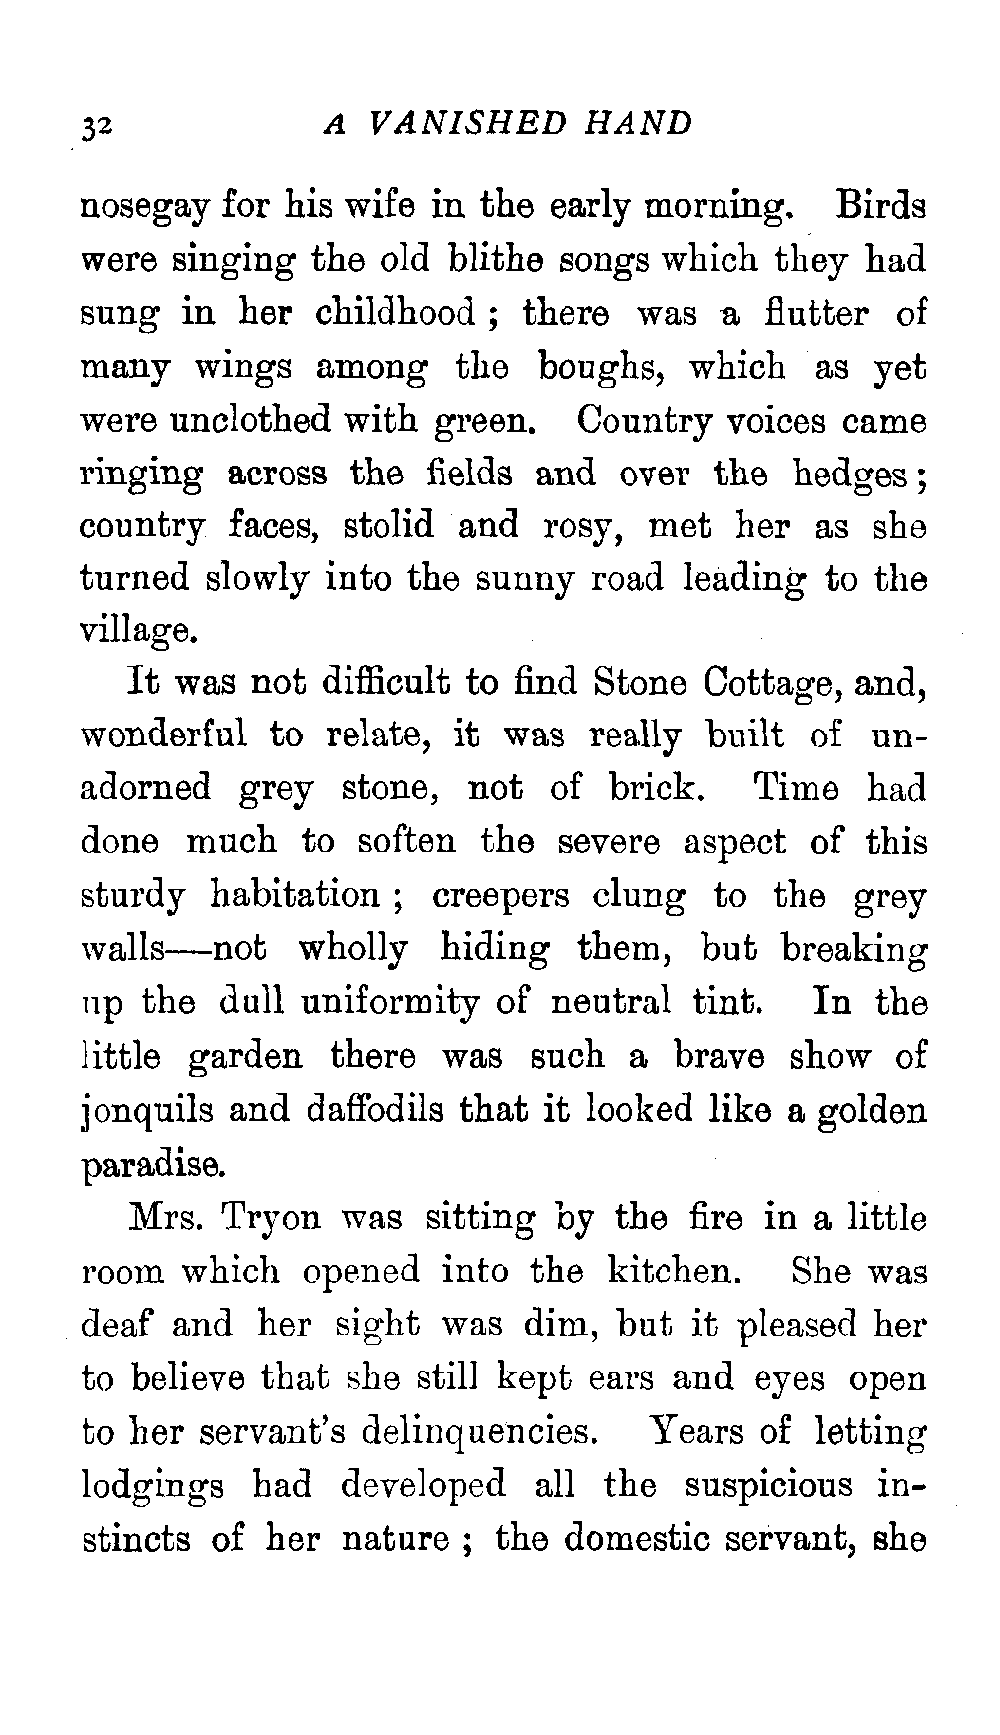 32 A VANISHED HAND
nosegay for his wife in the early morning. Birds
were singing the old blithe songs which they had
sung in her childhood ; there was a flutter of
many wings among the boughs, which as yet
were unclothed with green. Country voices came
ringing across the fields and over the hedges ;
country faces, stolid and rosy, met her as she
turned slowly into the sunny road leading to the
village.
It was not difficult to find Stone Cottage, and,
wonderful to relate, it was really built of un-
adorned grey stone, not of brick. Time had
done much to soften the severe aspect of this
sturdy habitation ; creepers clung to the grey
walls—not wholly hiding them, but breaking
up the dull uniformity of neutral tint. In the
little garden there was such a brave show of
jonquils and daffodils that it looked like a golden
paradise.
Mrs. Tryon was sitting by the fire in a little
room which opened into the kitchen. She was
deaf and her sight was dim, but it pleased her
to believe that she still kept ears and eyes open
to her servant's delinquencies. Years of letting
lodgings had developed all the suspicious in-
stincts of her nature ; the domestic servant, she